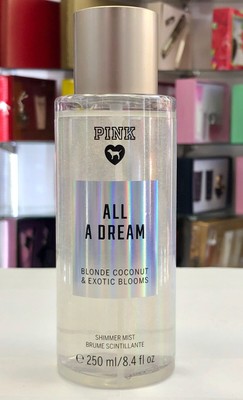 PINK
ALL
A DREAM
BLONDE COCONUT
& EXOTIC BLOOMS
SHIMMER MIST
BRUME SCINTILLANTE
℮ 250 ml/8.4 fl oz